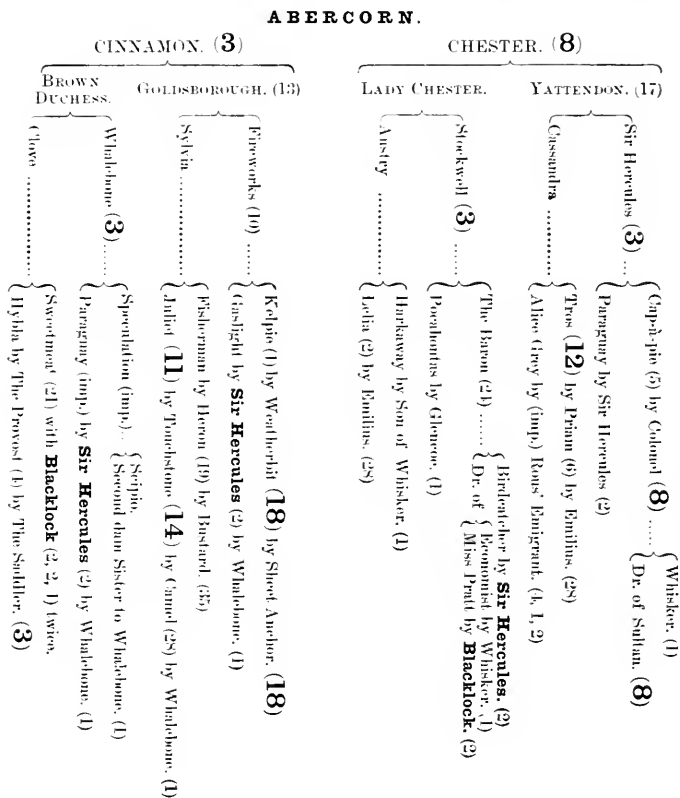 ABERCORN.
CINNAMON. (3)
CHESTER. (8)
BROWN
DUCHESS.
GOLDSBOROUGH. (13)
LADY CHESTER.
YATTENDON. (17)
Clove ..........
Whalebone (3) .....
Sylvia ..........
Fireworks (10) ...
Austry ..........
Stockwell (3) .....
Cassandra ........
Sir Hercules (3) ...
Hybla by The Provost (4) by The Saddler. (3)
Sweetmeat (21) with Blacklock (2, 2, 1) twice.
Paraguay (imp.) by Sir Hercules (2) by Whalebone. (1)
Speculation (imp.) ..
Scipio.
Second dam Sister to Whalebone. (1)
Juliet (11) by Touchstone (14) by Camel (28) by Whalebone. (1)
Fisherman by Heron (19) by Bustard. (35)
Gaslight by Sir Hercules (2) by Whalebone. (1)
Kelpie (1) by Weatherbit (18) by Sheet Anchor. (18)
Lelia (2) by Emilius. (28)
Harkaway by Son of Whisker. (1)
Pocahontas by Glencoe. (1)
The Baron (24) ......
Birdcatcher by Sir Hercules. (2)
Dr. of
Economist by Whisker. (1)
Miss Pratt by Blacklock. (2)
Alice Grey by (imp.) Rous' Emigrant. (4, 1, 2)
Tros (12) by Priam (6) by Emilius. (28)
Paraguay by Sir Hercules (2)
Cap-à-pie (5) by Colonel (8) .....
Whisker. (1)
Dr. of Sultan. (8)